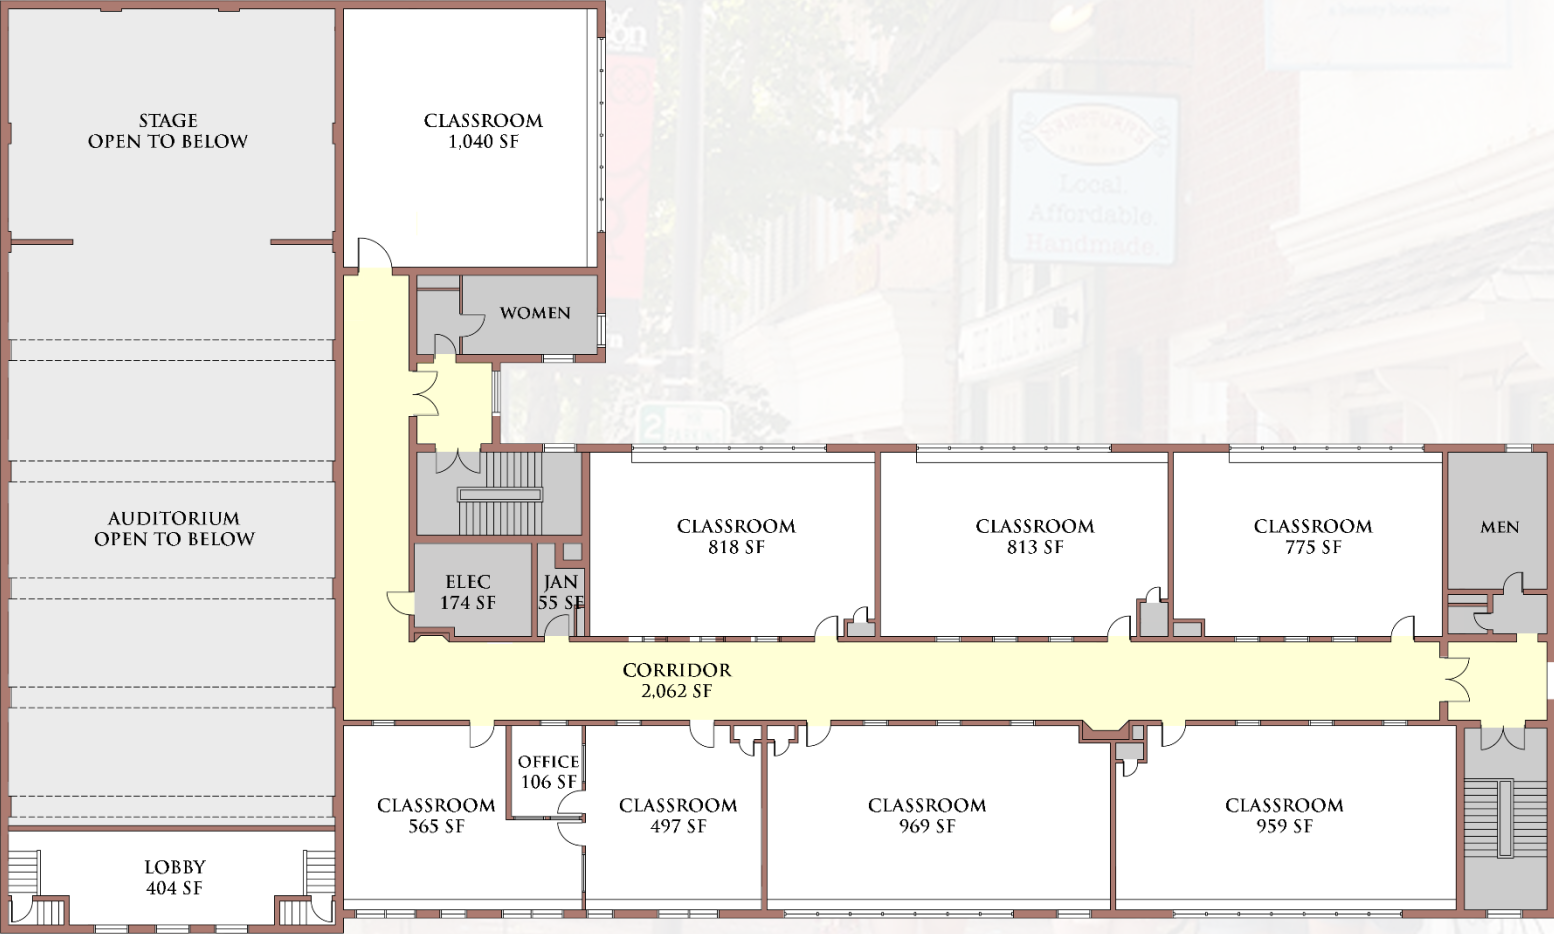 STAGE
OPEN TO BELOW
CLASSROOM
1,040 SF
WOMEN
Local.
Affordable.
Handmade.
2
AUDITORIUM
OPEN TO BELOW
CLASSROOM
818 SF
CLASSROOM
813 SF
CLASSROOM
775 SF
MEN
ELEC
174 SF
JAN
55 SF
CORRIDOR
2,062 SF
OFFICE
106 SF
CLASSROOM
565 SF
CLASSROOM
497 SF
CLASSROOM
969 SF
CLASSROOM
959 SF
LOBBY
404 SF